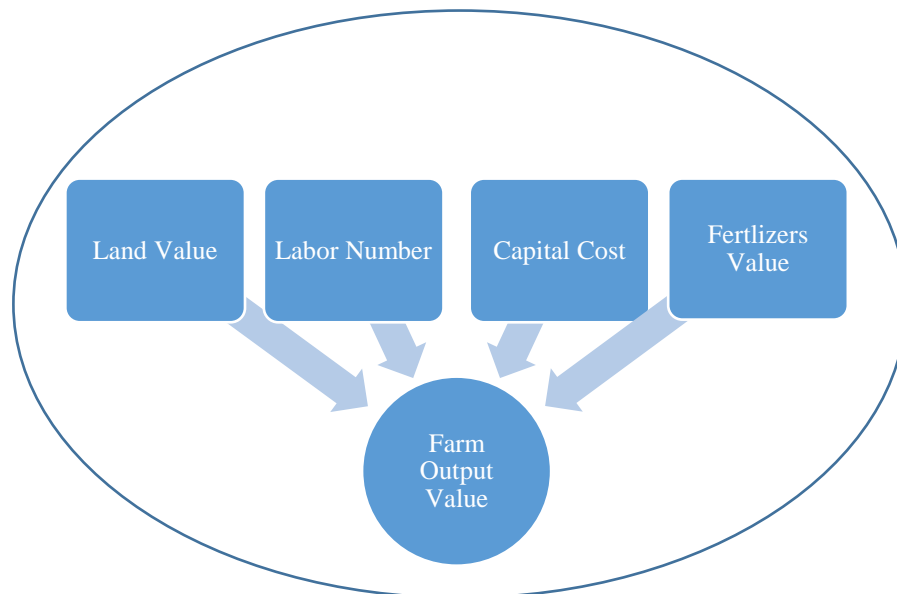 Land Value
Labor Number
Capital Cost
Fertlizers
Value
Farm
Output
Value